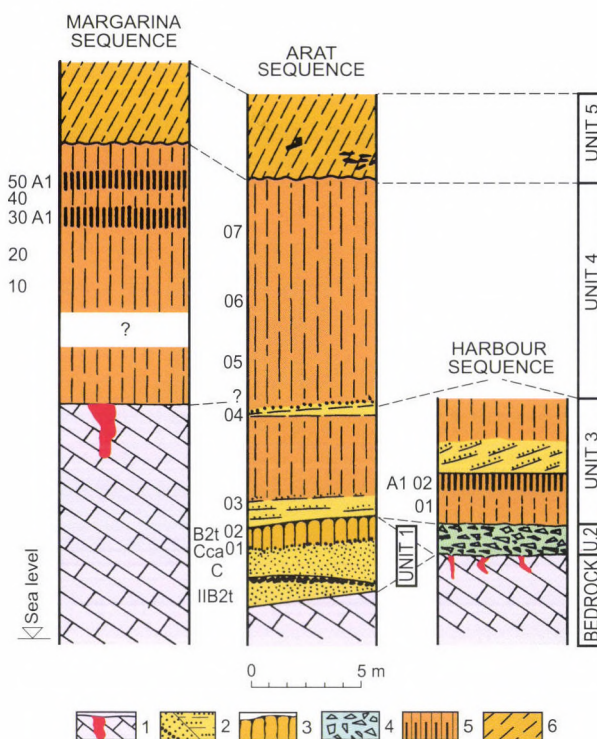 MARGARINA
SEQUENCE
ARAT
SEQUENCE
HARBOUR
SEQUENCE
50 A1
40
30 A1
20
10
?
07
06
05
?
04
03
B2t 02
Cca 01
C
IIB2t
A1 02
01
UNIT 5
UNIT 4
UNIT 3
U.2
BEDROCK
UNIT 1
Sea level
0 5 m
1 2 3 4 5 6